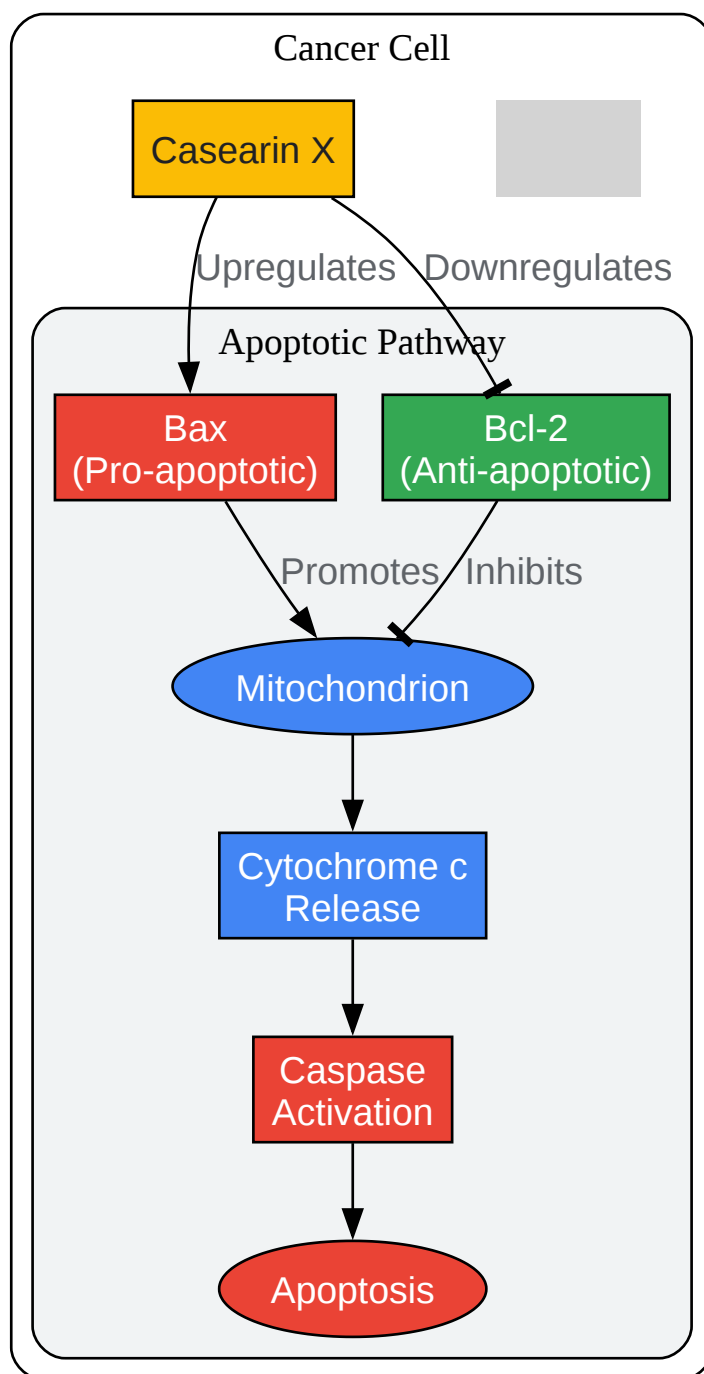 Cancer Cell
Casearin X
Upregulates
Downregulates
Apoptotic Pathway
Bax
(Pro-apoptotic)
Bcl-2
(Anti-apoptotic)
Promotes
Inhibits
Mitochondrion
Cytochrome c
Release
Caspase
Activation
Apoptosis